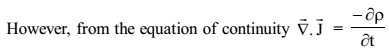 However, from the equation of continuity ∇⃗. J⃗ = −∂ρ/∂t